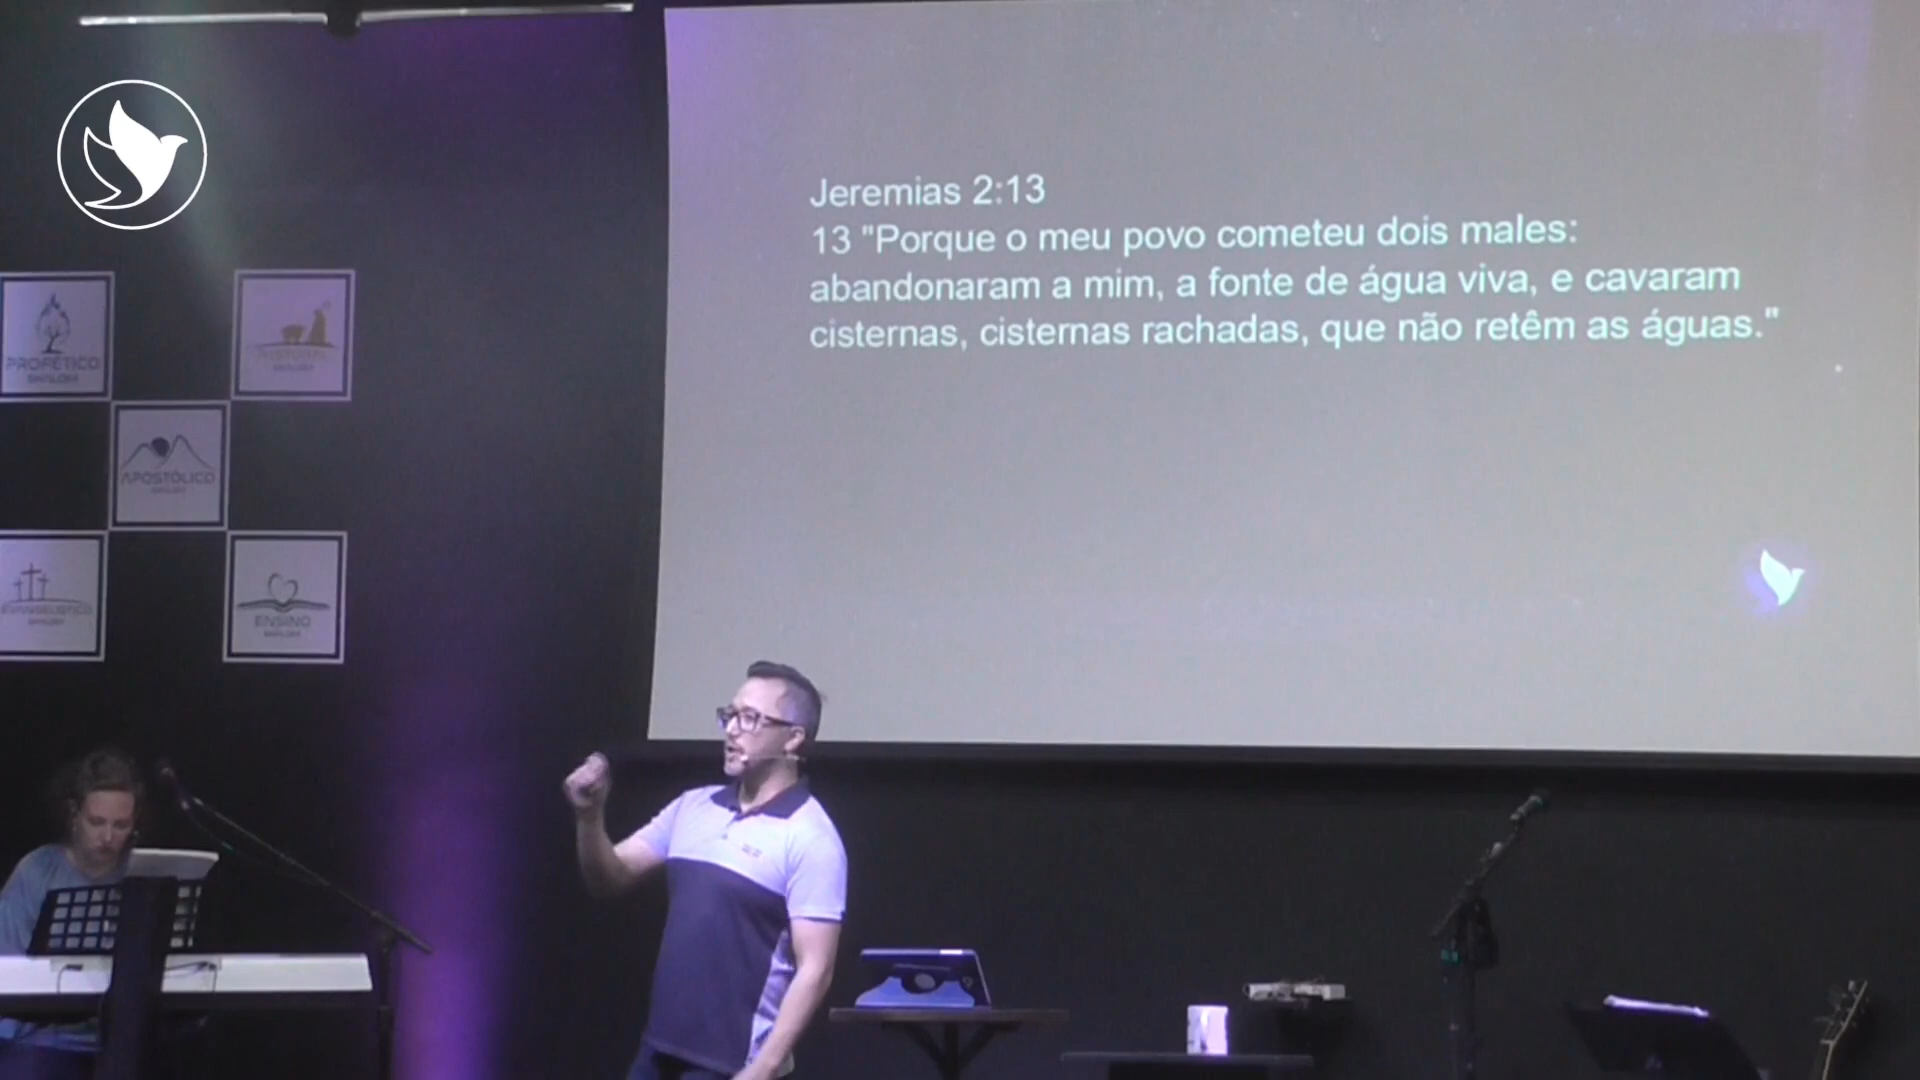 Jeremias 2:13
13 "Porque o meu povo cometeu dois males:
abandonaram a mim, a fonte de água viva, e cavaram
cisternas, cisternas rachadas, que não retêm as águas."
PROFÉTICO
APOSTÓLICO
EVANGELÍSTICO
ENSINO